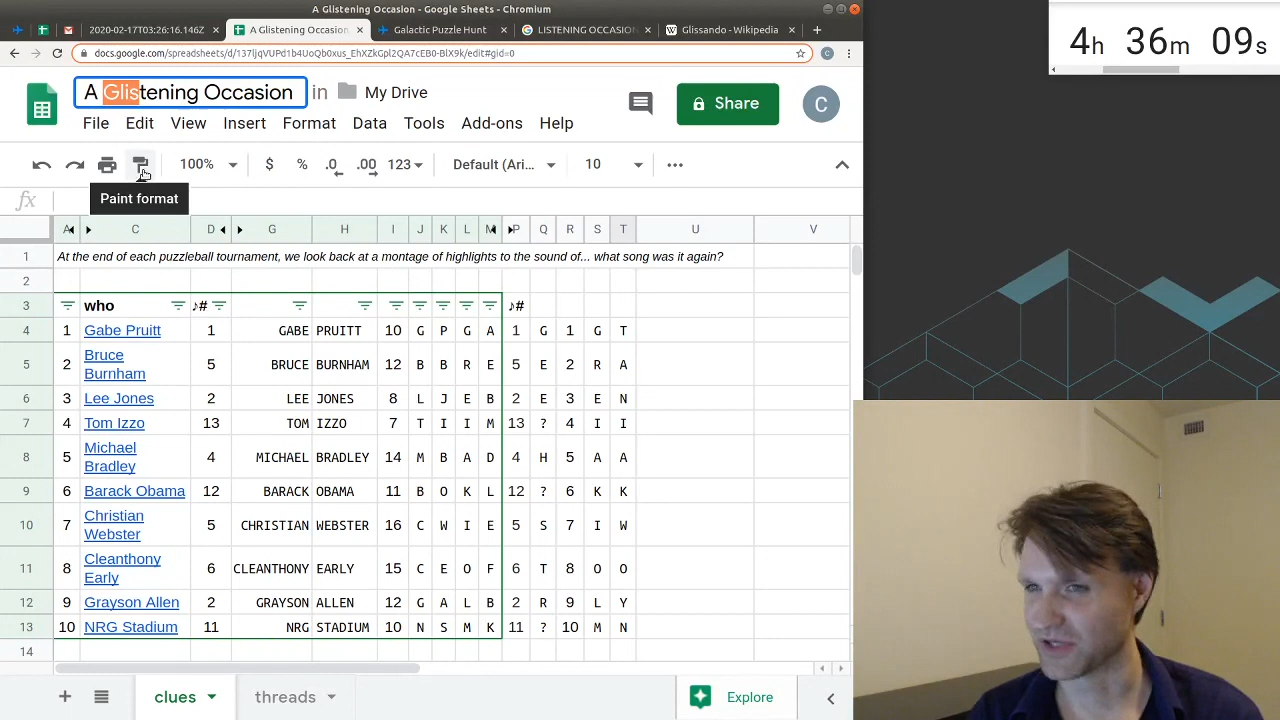 A Glistening Occasion - Google Sheets - Chromium
2020-02-17T03:26:16.146Z
A Glistening Occasion
Galactic Puzzle Hunt
LISTENING OCCASION
Glissando - Wikipedia
docs.google.com/spreadsheets/d/137ljqVUPd1b4UoQb0xus_EhXZkGpl2QA7cEB0-BlX9k/edit#gid=0
4h 36m 09s
A Glistening Occasion in My Drive
Share
C
File Edit View Insert Format Data Tools Add-ons Help
100% $ % .0 .00 123 Default (Ari... 10
Paint format
fx
A C D G H I J K L M P Q R S T U V
1 At the end of each puzzleball tournament, we look back at a montage of highlights to the sound of... what song was it again?
2
3 who ♪# ♪#
4 1 Gabe Pruitt 1 GABE PRUITT 10 G P G A 1 G 1 G T
5 2 Bruce Burnham 5 BRUCE BURNHAM 12 B B R E 5 E 2 R A
6 3 Lee Jones 2 LEE JONES 8 L J E B 2 E 3 E N
7 4 Tom Izzo 13 TOM IZZO 7 T I I M 13 ? 4 I I
8 5 Michael Bradley 4 MICHAEL BRADLEY 14 M B A D 4 H 5 A A
9 6 Barack Obama 12 BARACK OBAMA 11 B O K L 12 ? 6 K K
10 7 Christian Webster 5 CHRISTIAN WEBSTER 16 C W I E 5 S 7 I W
11 8 Cleanthony Early 6 CLEANTHONY EARLY 15 C E O F 6 T 8 O O
12 9 Grayson Allen 2 GRAYSON ALLEN 12 G A L B 2 R 9 L Y
13 10 NRG Stadium 11 NRG STADIUM 10 N S M K 11 ? 10 M N
14
clues threads Explore